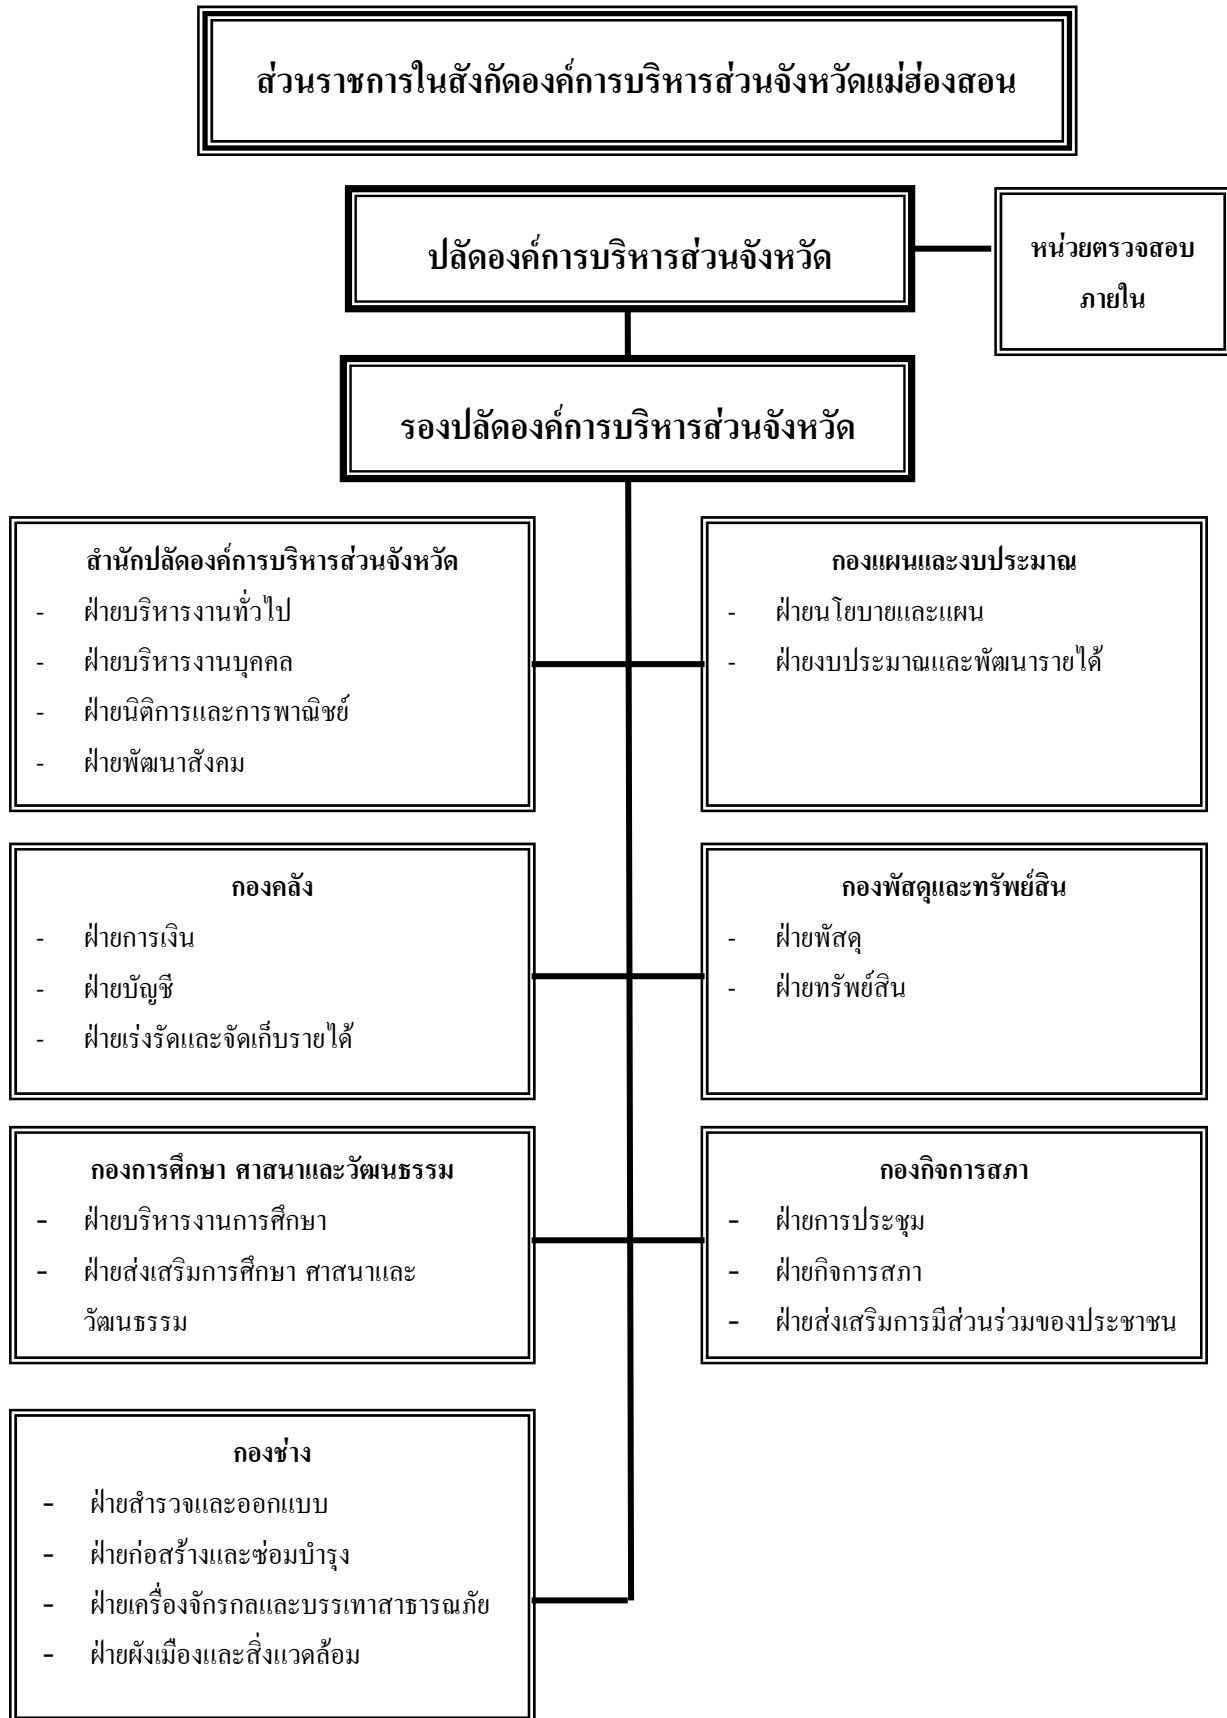 ส่วนราชการในสังกัดองค์การบริหารส่วนจังหวัดแม่ฮ่องสอน
ปลัดองค์การบริหารส่วนจังหวัด
หน่วยตรวจสอบ
ภายใน
รองปลัดองค์การบริหารส่วนจังหวัด
สำนักปลัดองค์การบริหารส่วนจังหวัด
- ฝ่ายบริหารงานทั่วไป
- ฝ่ายบริหารงานบุคคล
- ฝ่ายนิติการและการพาณิชย์
- ฝ่ายพัฒนาสังคม
กองแผนและงบประมาณ
- ฝ่ายนโยบายและแผน
- ฝ่ายงบประมาณและพัฒนารายได้
กองคลัง
- ฝ่ายการเงิน
- ฝ่ายบัญชี
- ฝ่ายเร่งรัดและจัดเก็บรายได้
กองพัสดุและทรัพย์สิน
- ฝ่ายพัสดุ
- ฝ่ายทรัพย์สิน
กองการศึกษา ศาสนาและวัฒนธรรม
- ฝ่ายบริหารงานการศึกษา
- ฝ่ายส่งเสริมการศึกษา ศาสนาและ
วัฒนธรรม
กองกิจการสภา
- ฝ่ายการประชุม
- ฝ่ายกิจการสภา
- ฝ่ายส่งเสริมการมีส่วนร่วมของประชาชน
กองช่าง
- ฝ่ายสำรวจและออกแบบ
- ฝ่ายก่อสร้างและซ่อมบำรุง
- ฝ่ายเครื่องจักรกลและบรรเทาสาธารณภัย
- ฝ่ายผังเมืองและสิ่งแวดล้อม